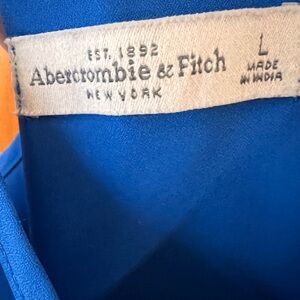 EST. 1892
Abercrombie & Fitch
NEW YORK
L
MADE
IN INDIA